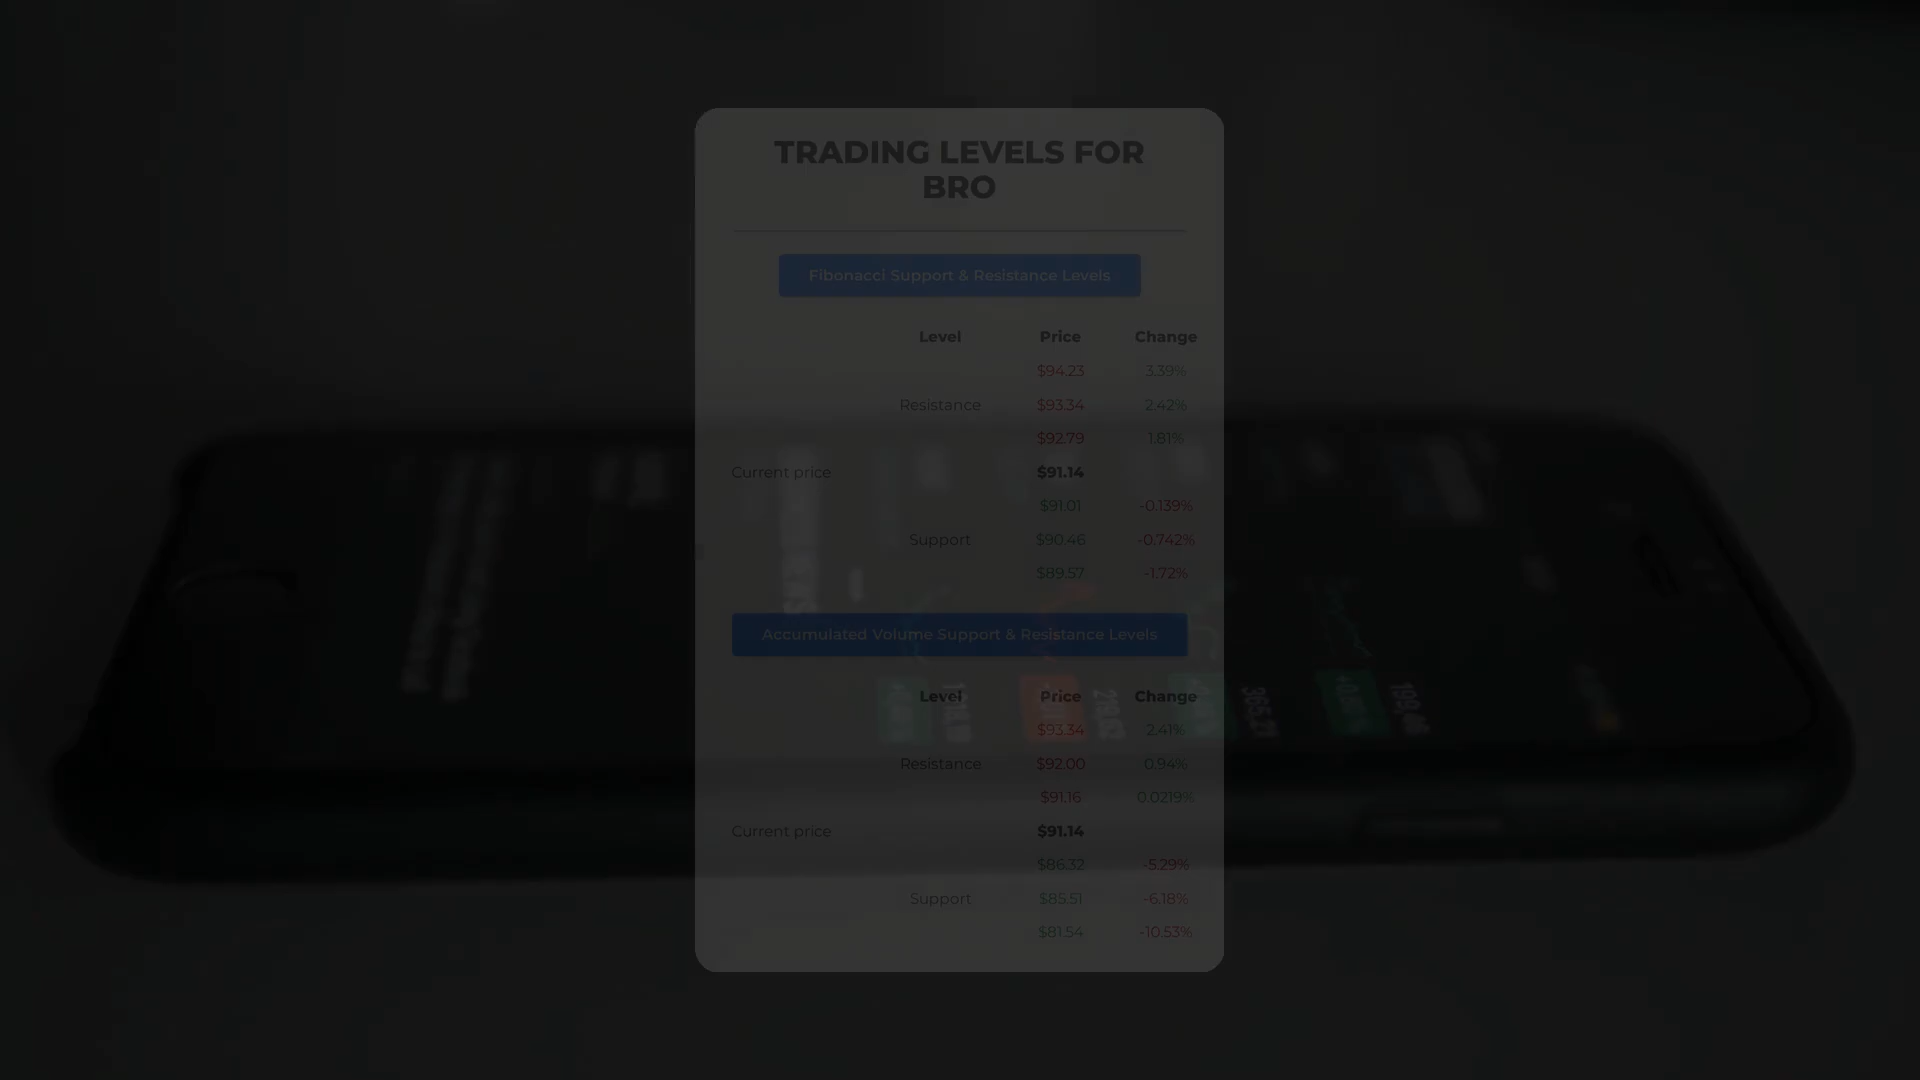 TRADING LEVELS FOR
BRO
Fibonacci Support & Resistance Levels
Level Price Change
$94.23 3.39%
Resistance $93.34 2.42%
$92.79 1.81%
Current price $91.14
$91.01 -0.139%
Support $90.46 -0.742%
$89.57 -1.72%
Accumulated Volume Support & Resistance Levels
Level Price Change
$93.34 2.41%
Resistance $92.00 0.94%
$91.16 0.0219%
Current price $91.14
$86.32 -5.29%
Support $85.51 -6.18%
$81.54 -10.53%